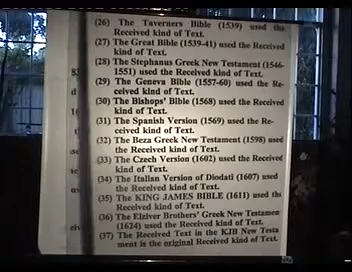 (26) The Taverners Bible (1539) used the
Received kind of Text.
(27) The Great Bible (1539-41) used the Received
kind of Text.
(28) The Stephanus Greek New Testament (1546-
1551) used the Received kind of Text.
(29) The Geneva Bible (1557-60) used the Re-
ceived kind of Text.
(30) The Bishops' Bible (1568) used the Received
kind of Text.
(31) The Spanish Version (1569) used the Re-
ceived kind of Text.
(32) The Beza Greek New Testament (1598) used
the Received kind of Text.
(33) The Czech Version (1602) used the Received
kind of Text.
(34) The Italian Version of Diodati (1607) used
the Received kind of Text.
(35) The KING JAMES BIBLE (1611) used the
Received kind of Text.
(36) The Elziver Brothers' Greek New Testamen
(1624) used the Received kind of Text.
(37) The Received Text in the KJB New Testa
ment is the original Received kind of Text.